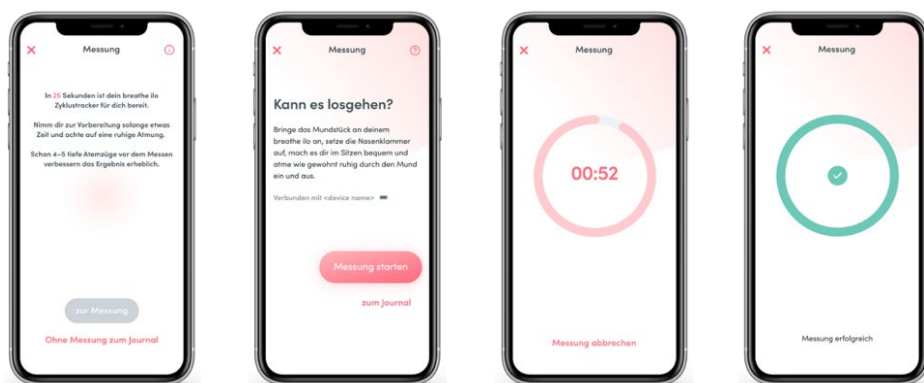 Messung
In 25 Sekunden ist dein breathe ilo
Zyklustracker für dich bereit.
Nimm dir zur Vorbereitung solange etwas
Zeit und achte auf eine ruhige Atmung.
Schon 4–5 tiefe Atemzüge vor dem Messen
verbessern das Ergebnis erheblich.
zur Messung
Ohne Messung zum Journal
Messung
Kann es losgehen?
Bringe das Mundstück an deinem
breathe ilo an, setze die Nasenklammer
auf, mach es dir im Sitzen bequem und
atme wie gewohnt ruhig durch den Mund
ein und aus.
Verbunden mit <device name>
Messung starten
zum Journal
Messung
00:52
Messung abbrechen
Messung
Messung erfolgreich